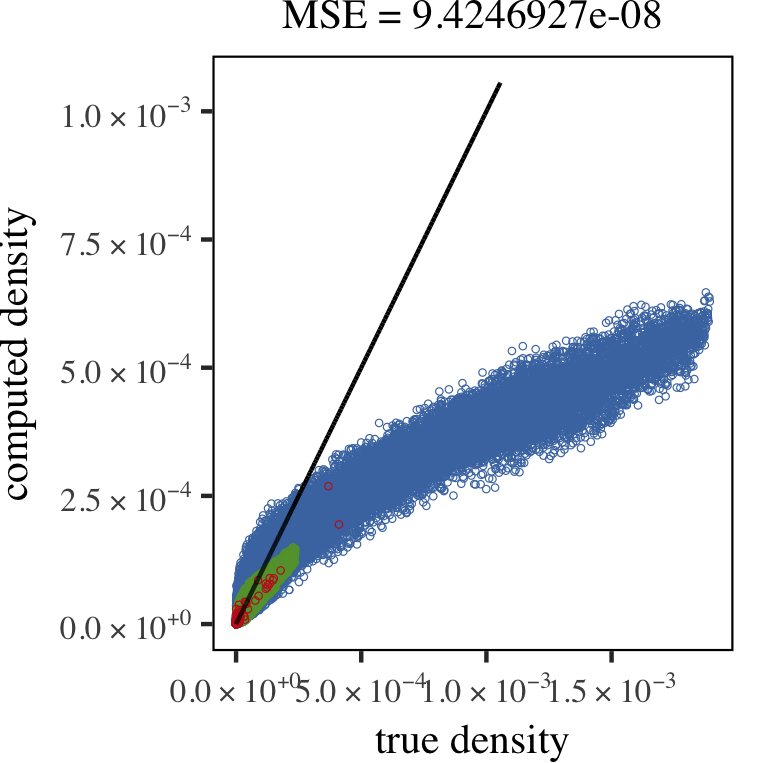 MSE = 9.4246927e-08
computed density
1.0 × 10⁻³
7.5 × 10⁻⁴
5.0 × 10⁻⁴
2.5 × 10⁻⁴
0.0 × 10⁺⁰
0.0 × 10⁺⁰ 5.0 × 10⁻⁴ 1.0 × 10⁻³ 1.5 × 10⁻³
true density